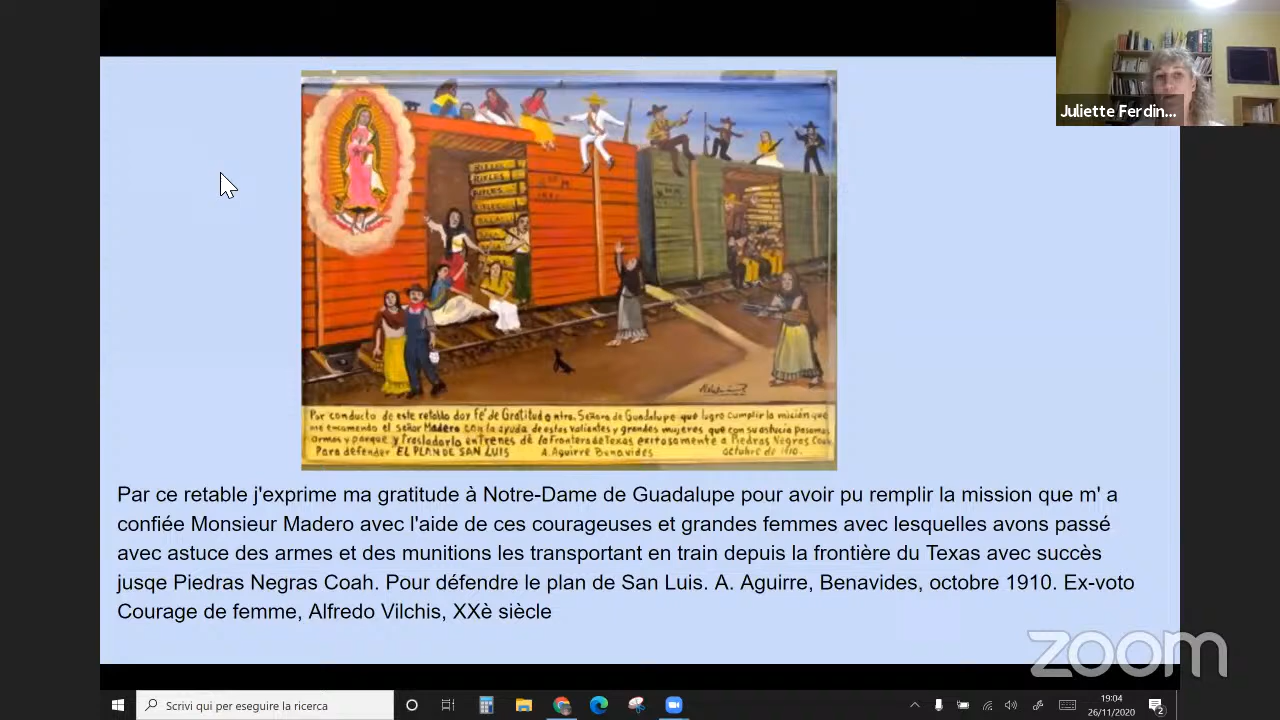 Juliette Ferdin...
RIFLES
RIFLES
Por conducto de este retablo doy Fé de Gratitud a ntra. Señora de Guadalupe que logre cumplir la misión que
me encomendo el señor Madero con la ayuda de estas valientes y grandes mujeres que con su astucia pasamos
armas y parque y trasladarlo en trenes de la Frontera de Texas exitosamente a Piedras Negras Coah.
Para defender EL PLAN DE SAN LUIS A. Aguirre Benavides octubre de 1910.
Par ce retable j'exprime ma gratitude à Notre-Dame de Guadalupe pour avoir pu remplir la mission que m' a
confiée Monsieur Madero avec l'aide de ces courageuses et grandes femmes avec lesquelles avons passé
avec astuce des armes et des munitions les transportant en train depuis la frontière du Texas avec succès
jusqe Piedras Negras Coah. Pour défendre le plan de San Luis. A. Aguirre, Benavides, octobre 1910. Ex-voto
Courage de femme, Alfredo Vilchis, XXè siècle
zoom
Scrivi qui per eseguire la ricerca
19:04
26/11/2020
2